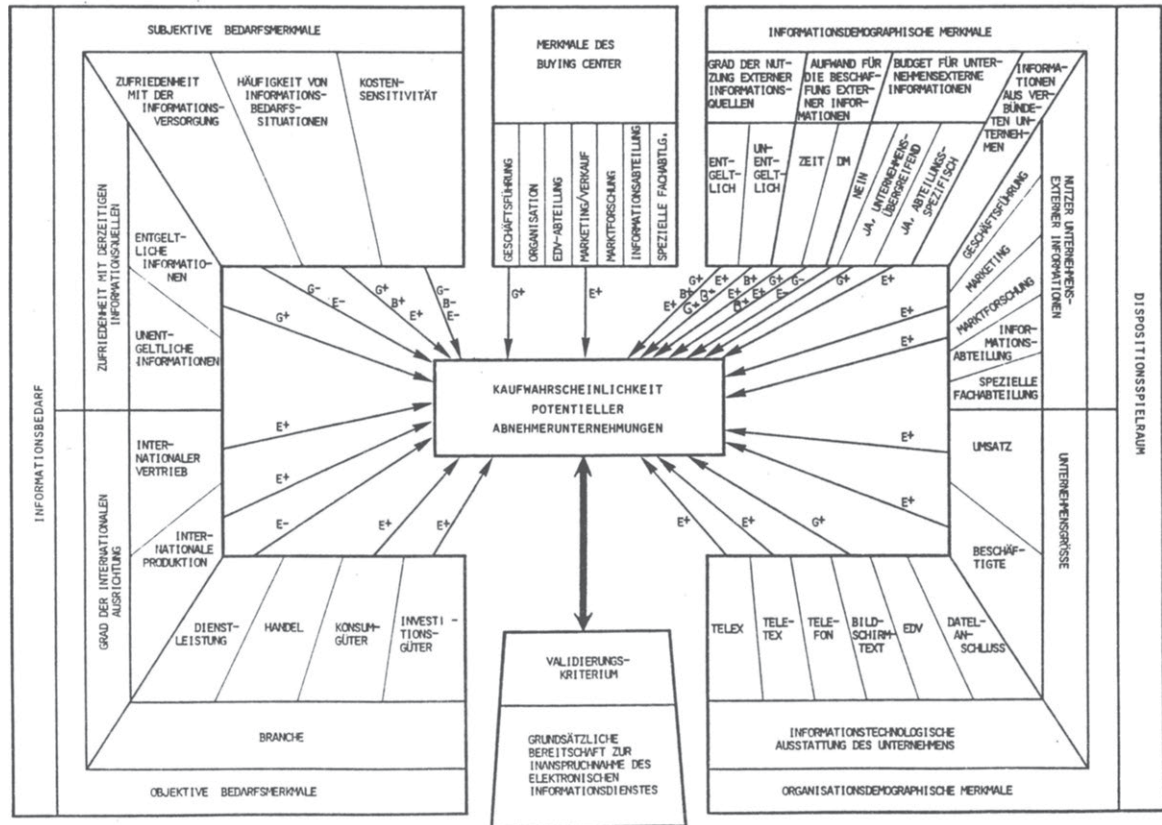 SUBJEKTIVE BEDARFSMERKMALE
ZUFRIEDENHEIT
MIT DER
INFORMATIONS-
VERSORGUNG
HÄUFIGKEIT VON
INFORMATIONS-
BEDARFS-
SITUATIONEN
KOSTEN-
SENSITIVITÄT
MERKMALE DES
BUYING CENTER
GESCHÄFTSFÜHRUNG
ORGANISATION
EDV-ABTEILUNG
MARKETING/VERKAUF
MARKTFORSCHUNG
INFORMATIONSABTEILUNG
SPEZIELLE FACHABTLG.
INFORMATIONSDEMOGRAPHISCHE MERKMALE
GRAD DER NUT-
ZUNG EXTERNER
INFORMATIONS-
QUELLEN
AUFWAND FÜR
DIE BESCHAF-
FUNG EXTER-
NER INFOR-
MATIONEN
BUDGET FÜR UNTER-
NEHMENSEXTERNE
INFORMATIONEN
INFORMA-
TIONEN
AUS VER-
BÜNDE-
TEN UN-
TERNEH-
MEN
ENT-
GELT-
LICH
UN-
ENT-
GELT-
LICH
ZEIT
DM
NEIN
JA, UNTERNEHMENS-
ÜBERGREIFEND
JA, ABTEILUNGS-
SPEZIFISCH
INFORMATIONSBEDARF
ZUFRIEDENHEIT MIT DERZEITIGEN
INFORMATIONSQUELLEN
ENTGELT-
LICHE
INFORMATIO-
NEN
UNENT-
GELTLICHE
INFORMATIONEN
NUTZER UNTERNEHMENS-
EXTERNER INFORMATIONEN
GESCHÄFTSFÜHRUNG
MARKETING
MARKTFORSCHUNG
INFOR-
MATIONS-
ABTEILUNG
SPEZIELLE
FACHABTEILUNG
DISPOSITIONSSPIELRAUM
G+
G-
E-
G+
B+
E+
G-
B-
E-
G+
E+
E+
B+
G+
E+
B+
E+
G+
E-
G-
G+
E+
E+
E+
KAUFWAHRSCHEINLICHKEIT
POTENTIELLER
ABNEHMERUNTERNEHMUNGEN
E+
E+
E-
E+
E+
E+
E+
G+
E+
E+
GRAD DER INTERNATIONALEN
AUSRICHTUNG
INTER-
NATIONALER
VERTRIEB
INTER-
NATIONALE
PRODUKTION
UMSATZ
BESCHÄF-
TIGTE
UNTERNEHMENSGRÖSSE
DIENST-
LEISTUNG
HANDEL
KONSUM-
GÜTER
INVESTI-
TIONS-
GÜTER
BRANCHE
OBJEKTIVE BEDARFSMERKMALE
VALIDIERUNGS-
KRITERIUM
GRUNDSÄTZLICHE
BEREITSCHAFT ZUR
INANSPRUCHNAHME DES
ELEKTRONISCHEN
INFORMATIONSDIENSTES
TELEX
TELE-
TEX
TELE-
FON
BILD-
SCHIRM-
TEXT
EDV
DATEL-
AN-
SCHLUSS
INFORMATIONSTECHNOLOGISCHE
AUSSTATTUNG DES UNTERNEHMENS
ORGANISATIONSDEMOGRAPHISCHE MERKMALE